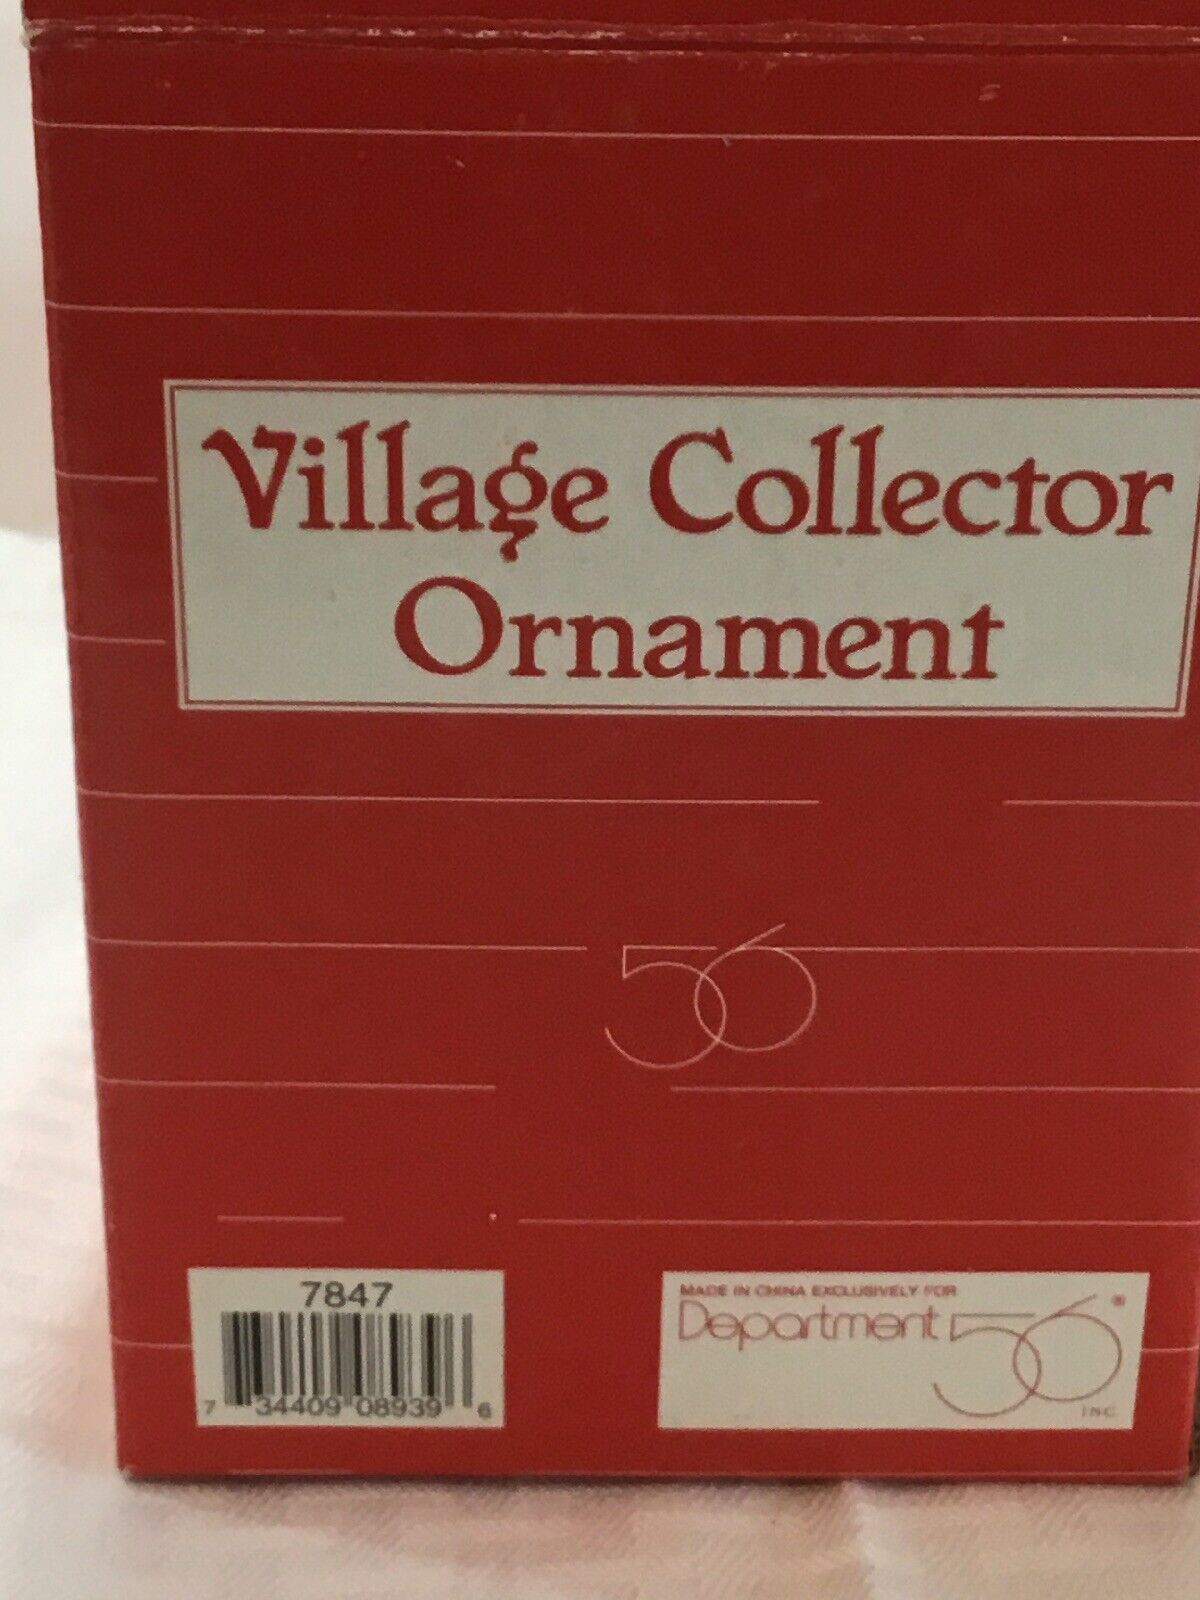 Village Collector
Ornament
56
7847
7 34409 08939 6
MADE IN CHINA EXCLUSIVELY FOR
Department 56 ®
INC.